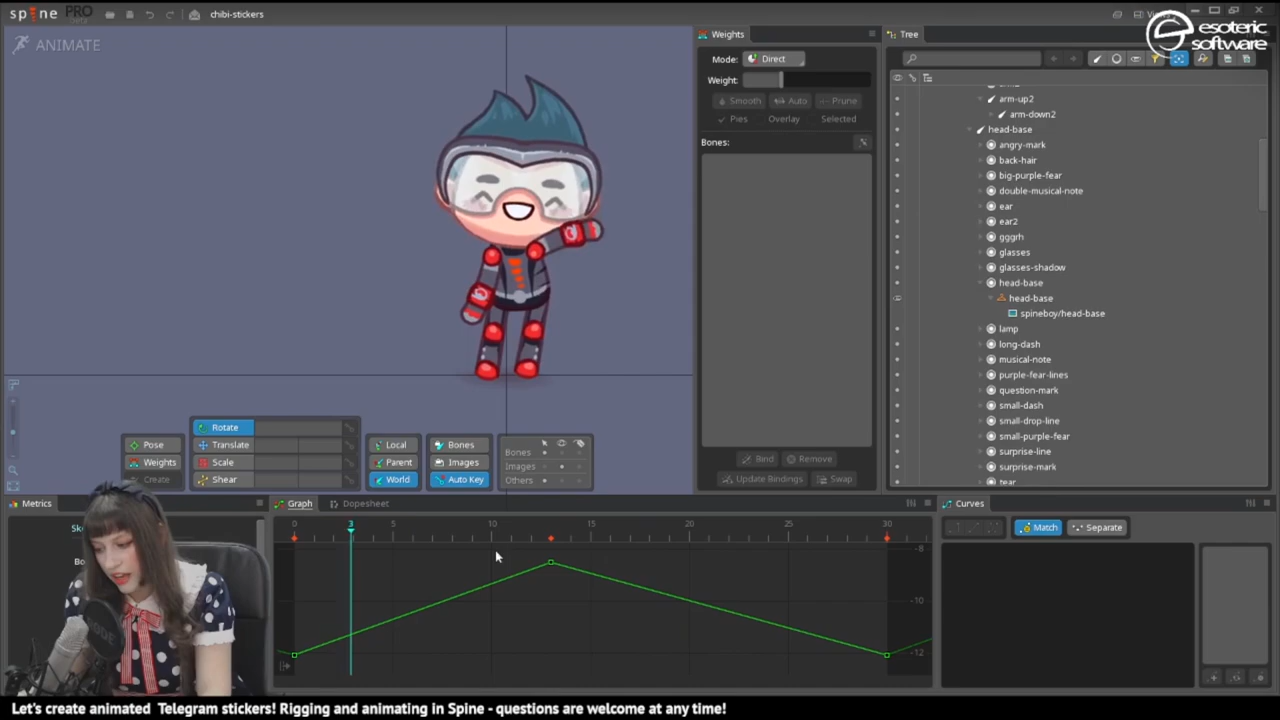 spine PRO
chibi-stickers
Views
esoteric
software
ANIMATE
Weights
Mode: Direct
Weight:
Smooth Auto Prune
Pies Overlay Selected
Bones:
Bind Remove
Update Bindings Swap
Tree
arm-up2
arm-down2
head-base
angry-mark
back-hair
big-purple-fear
double-musical-note
ear
ear2
gggrh
glasses
glasses-shadow
head-base
head-base
spineboy/head-base
lamp
long-dash
musical-note
purple-fear-lines
question-mark
small-dash
small-drop-line
small-purple-fear
surprise-line
surprise-mark
tear
Pose
Weights
Create
Rotate
Translate
Scale
Shear
Local
Parent
World
Bones
Images
Auto Key
Bones
Images
Others
Metrics
Graph Dopesheet
0 3 5 10 15 20 25 30
-8
-10
-12
Curves
Match Separate
Let's create animated Telegram stickers! Rigging and animating in Spine - questions are welcome at any time!